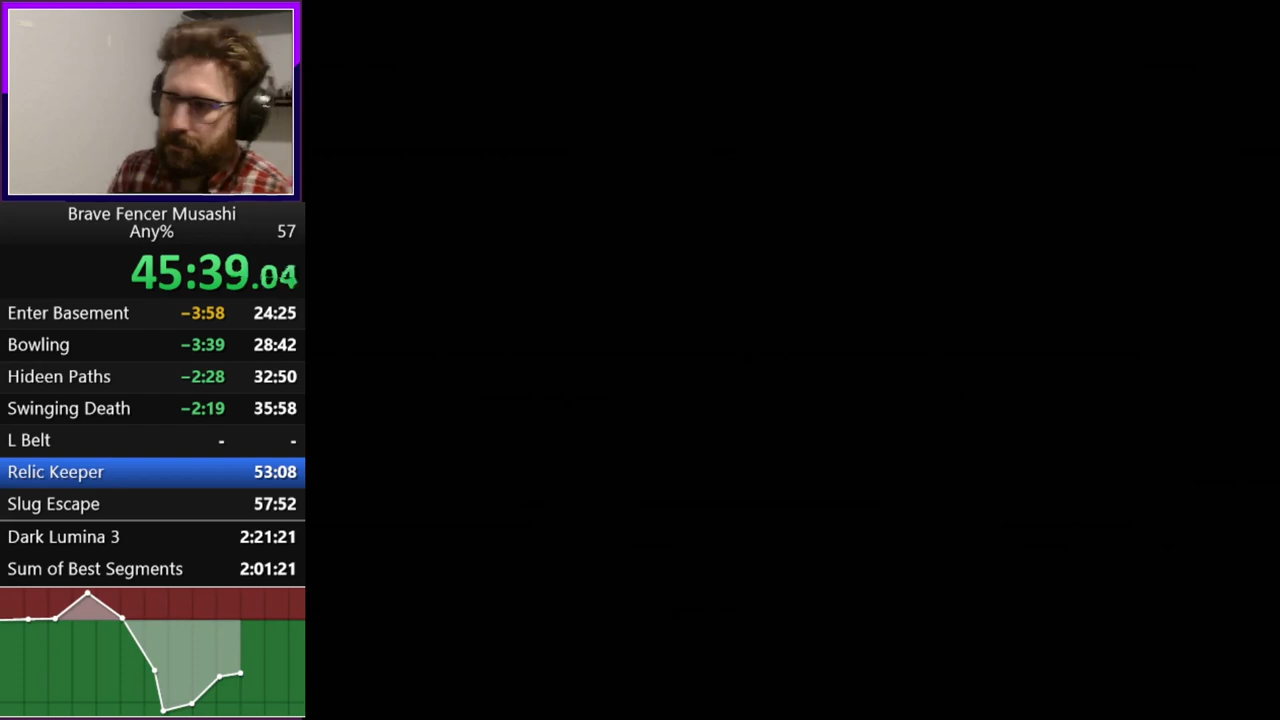 Brave Fencer Musashi
Any% 57
45:39.04
Enter Basement −3:58 24:25
Bowling −3:39 28:42
Hideen Paths −2:28 32:50
Swinging Death −2:19 35:58
L Belt - -
Relic Keeper 53:08
Slug Escape 57:52
Dark Lumina 3 2:21:21
Sum of Best Segments 2:01:21